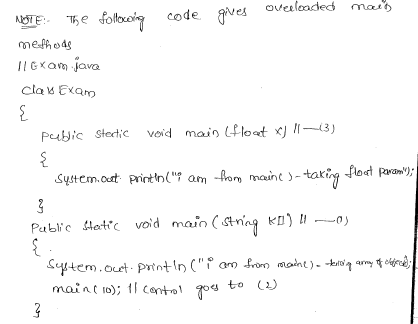 NOTE:- The following code gives overloaded main
methods
// Exam.java
class Exam
{
public static void main (float x) // —(3)
{
System.out.println("i am from main() - taking float param");
}
public static void main (string K[]) // —(1)
{
System.out.println("i am from main() - taking array of object);
main(10); // control goes to (2)
}